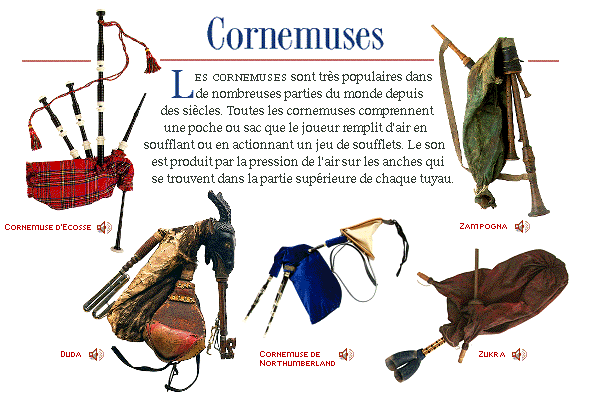 Cornemuses
LES CORNEMUSES sont très populaires dans
de nombreuses parties du monde depuis
des siècles. Toutes les cornemuses comprennent
une poche ou sac que le joueur remplit d'air en
soufflant ou en actionnant un jeu de soufflets. Le son
est produit par la pression de l'air sur les anches qui
se trouvent dans la partie supérieure de chaque tuyau.
CORNEMUSE D'ECOSSE
ZAMPOGNA
DUDA
CORNEMUSE DE
NORTHUMBERLAND
ZUKRA